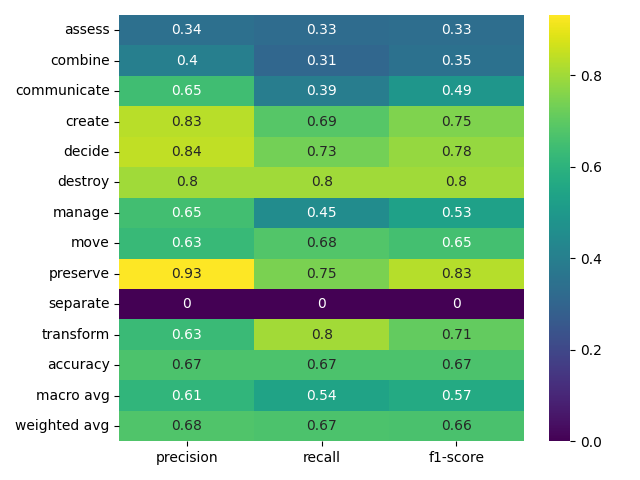 assess 0.34 0.33 0.33
combine 0.4 0.31 0.35
communicate 0.65 0.39 0.49
create 0.83 0.69 0.75
decide 0.84 0.73 0.78
destroy 0.8 0.8 0.8
manage 0.65 0.45 0.53
move 0.63 0.68 0.65
preserve 0.93 0.75 0.83
separate 0 0 0
transform 0.63 0.8 0.71
accuracy 0.67 0.67 0.67
macro avg 0.61 0.54 0.57
weighted avg 0.68 0.67 0.66
precision recall f1-score
0.8
0.6
0.4
0.2
0.0